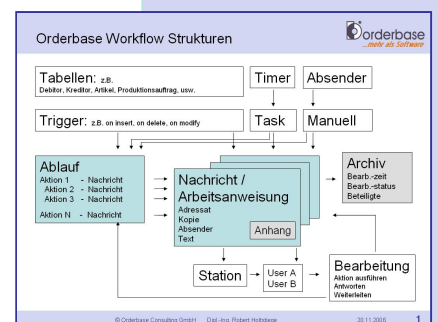 Orderbase Workflow Strukturen
orderbase
...mehr als Software
Tabellen: z.B.
Debitor, Kreditor, Artikel, Produktionsauftrag, usw.
Timer
Absender
Trigger: z.B. on insert, on delete, on modify
Task
Manuell
Ablauf
Aktion 1 - Nachricht
Aktion 2 - Nachricht
Aktion 3 - Nachricht
Aktion N - Nachricht
Nachricht /
Arbeitsanweisung
Adressat
Kopie
Absender
Text
Anhang
Archiv
Bearb.-zeit
Bearb.-status
Beteiligte
Station
User A
User B
Bearbeitung
Aktion ausführen
Antworten
Weiterleiten
© Orderbase Consulting GmbH Dipl.-Ing. Robert Holtstiege 30.11.2006 1